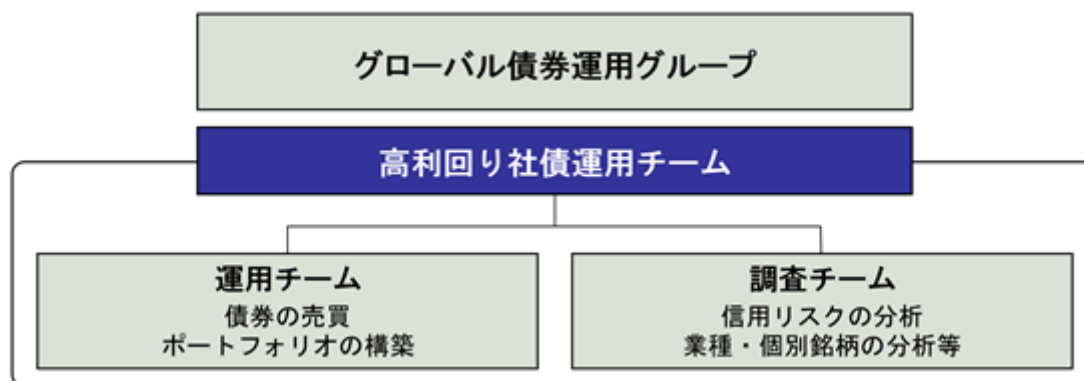 グローバル債券運用グループ
高利回り社債運用チーム
運用チーム
債券の売買
ポートフォリオの構築
調査チーム
信用リスクの分析
業種・個別銘柄の分析等